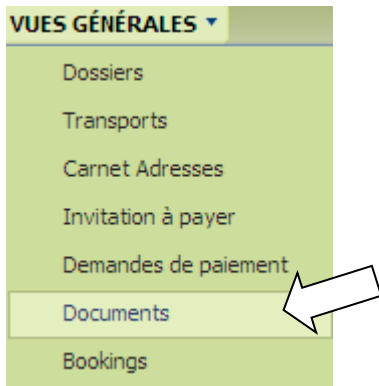 VUES GÉNÉRALES
Dossiers
Transports
Carnet Adresses
Invitation à payer
Demandes de paiement
Documents
Bookings